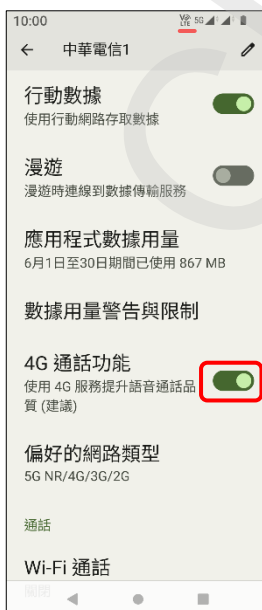 10:00 Vo LTE 5G
中華電信1
行動數據
使用行動網路存取數據
漫遊
漫遊時連線到數據傳輸服務
應用程式數據用量
6月1日至30日期間已使用 867 MB
數據用量警告與限制
4G 通話功能
使用 4G 服務提升語音通話品
質 (建議)
偏好的網路類型
5G NR/4G/3G/2G
通話
Wi-Fi 通話
關閉